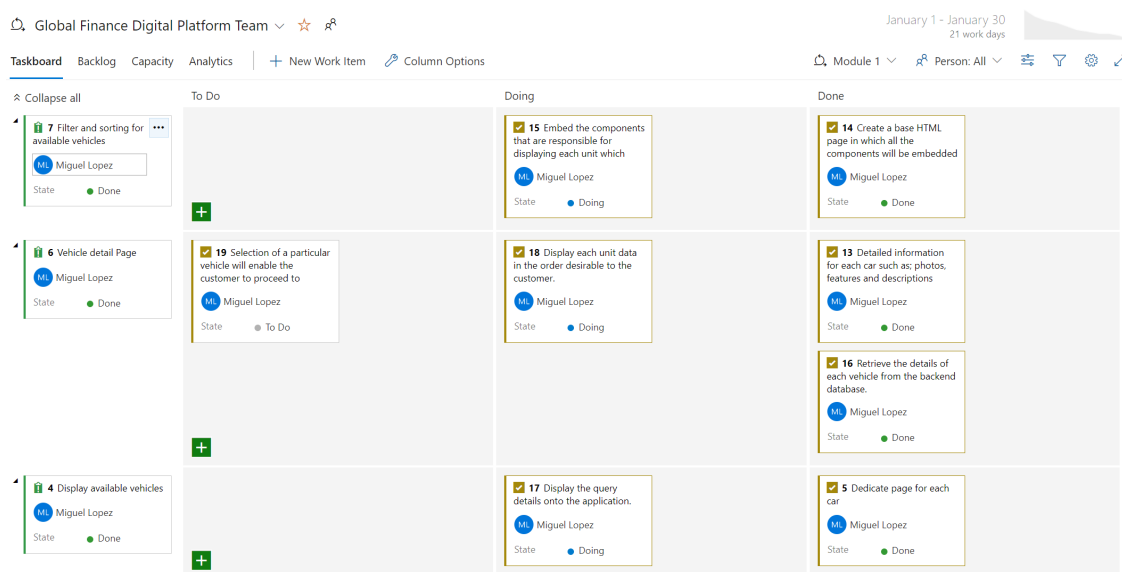 Global Finance Digital Platform Team
January 1 - January 30
21 work days
Taskboard Backlog Capacity Analytics New Work Item Column Options Module 1 Person: All
Collapse all To Do Doing Done
7 Filter and sorting for
available vehicles
ML Miguel Lopez
State Done
15 Embed the components
that are responsible for
displaying each unit which
ML Miguel Lopez
State Doing
14 Create a base HTML
page in which all the
components will be embedded
ML Miguel Lopez
State Done
6 Vehicle detail Page
ML Miguel Lopez
State Done
19 Selection of a particular
vehicle will enable the
customer to proceed to
ML Miguel Lopez
State To Do
18 Display each unit data
in the order desirable to the
customer.
ML Miguel Lopez
State Doing
13 Detailed information
for each car such as; photos,
features and descriptions
ML Miguel Lopez
State Done
16 Retrieve the details of
each vehicle from the backend
database.
ML Miguel Lopez
State Done
4 Display available vehicles
ML Miguel Lopez
State Done
17 Display the query
details onto the application.
ML Miguel Lopez
State Doing
5 Dedicate page for each
car
ML Miguel Lopez
State Done